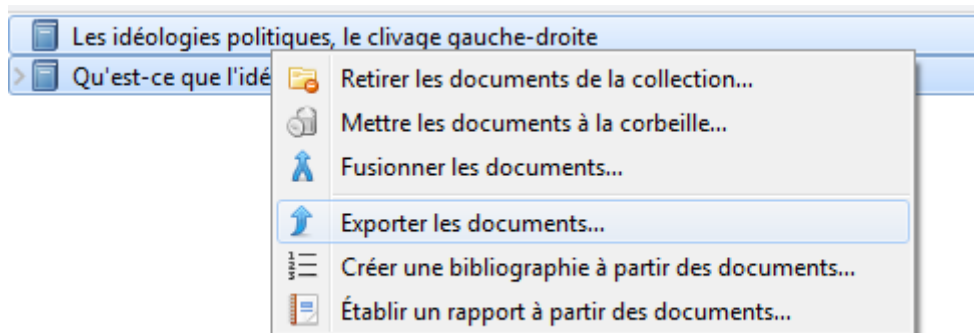 Les idéologies politiques, le clivage gauche-droite
Qu'est-ce que l'idé
Retirer les documents de la collection...
Mettre les documents à la corbeille...
Fusionner les documents...
Exporter les documents...
Créer une bibliographie à partir des documents...
Établir un rapport à partir des documents...